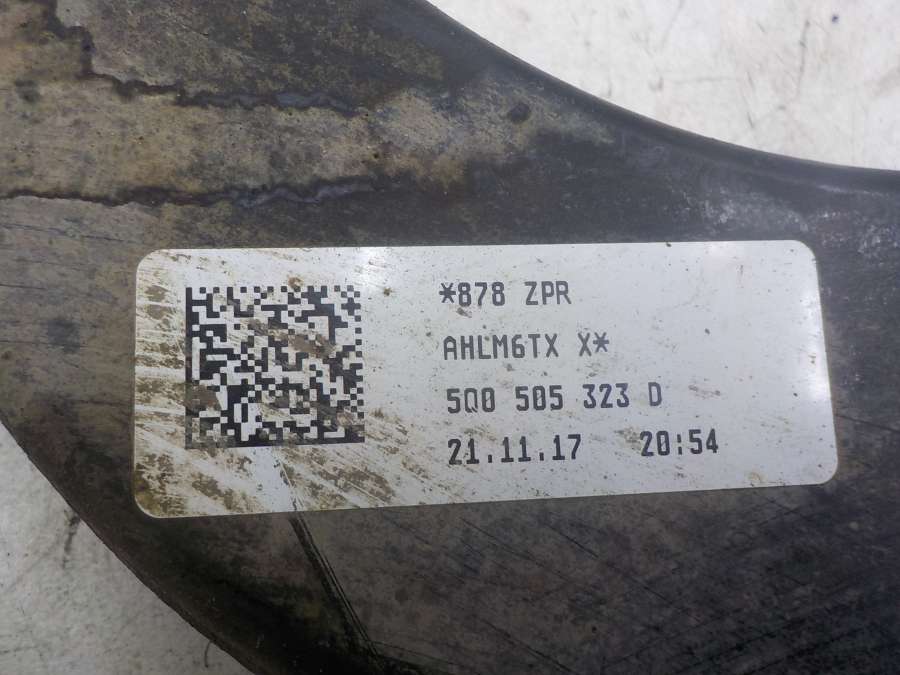 *878 ZPR
AHLM6TX X*
5Q0 505 323 D
21.11.17 20:54